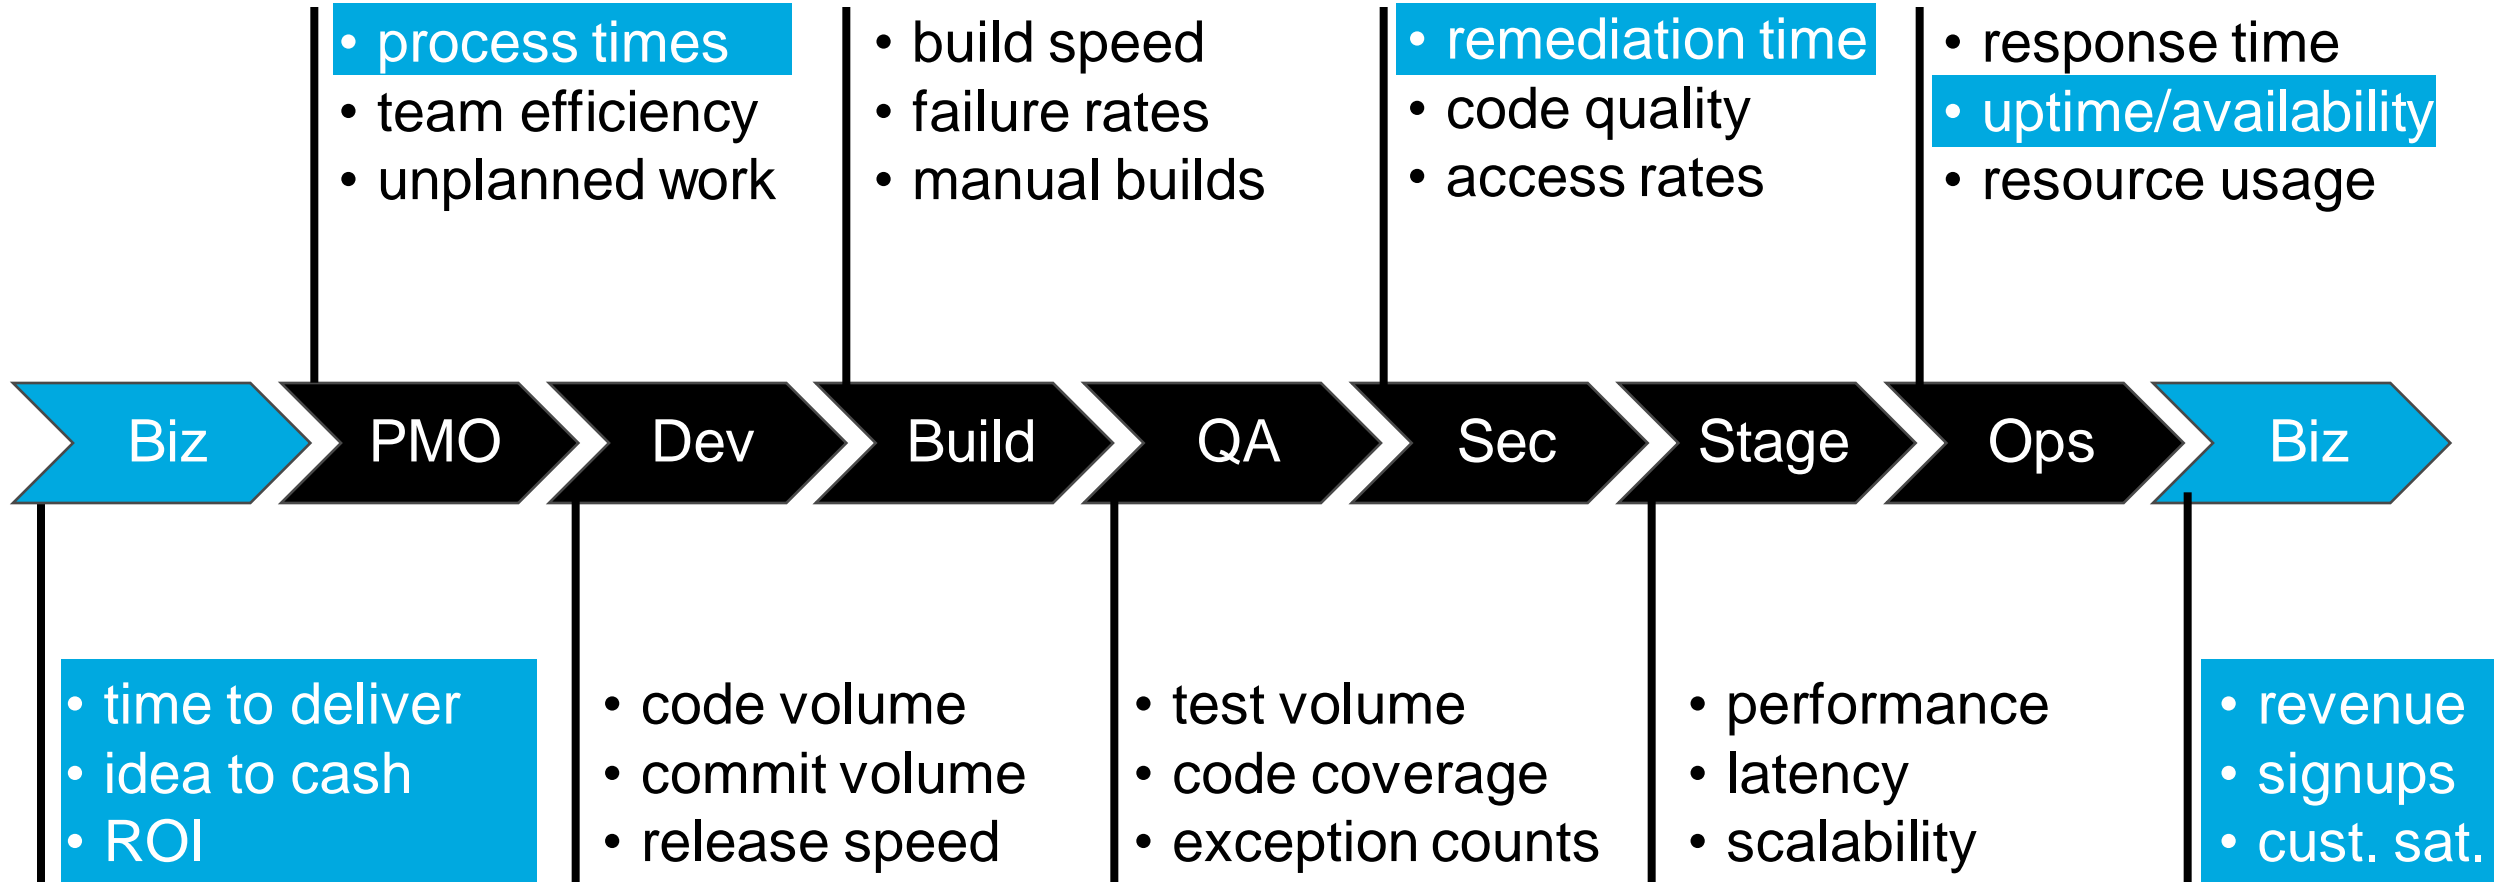 • process times
• team efficiency
• unplanned work
• build speed
• failure rates
• manual builds
• remediation time
• code quality
• access rates
• response time
• uptime/availability
• resource usage
Biz
PMO
Dev
Build
QA
Sec
Stage
Ops
Biz
• time to deliver
• idea to cash
• ROI
• code volume
• commit volume
• release speed
• test volume
• code coverage
• exception counts
• performance
• latency
• scalability
• revenue
• signups
• cust. sat.